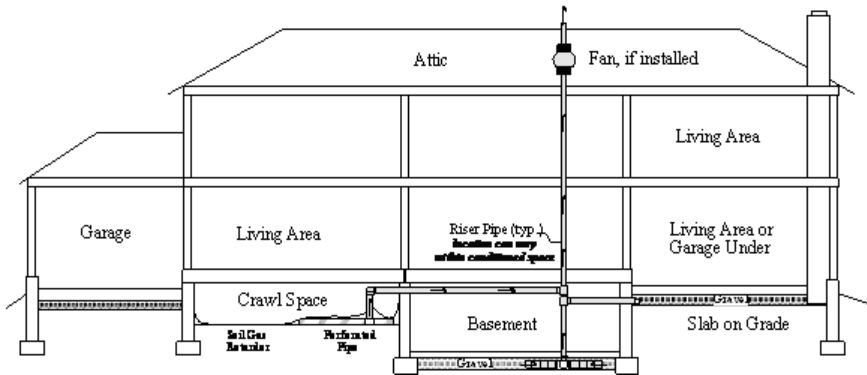 Attic
Fan, if installed
Living Area
Garage
Living Area
Riser Pipe (typ.)
location can vary
within conditioned space
Living Area or
Garage Under
Crawl Space
Gravel
Soil Gas
Retarder
Perforated
Pipe
Basement
Slab on Grade
Gravel